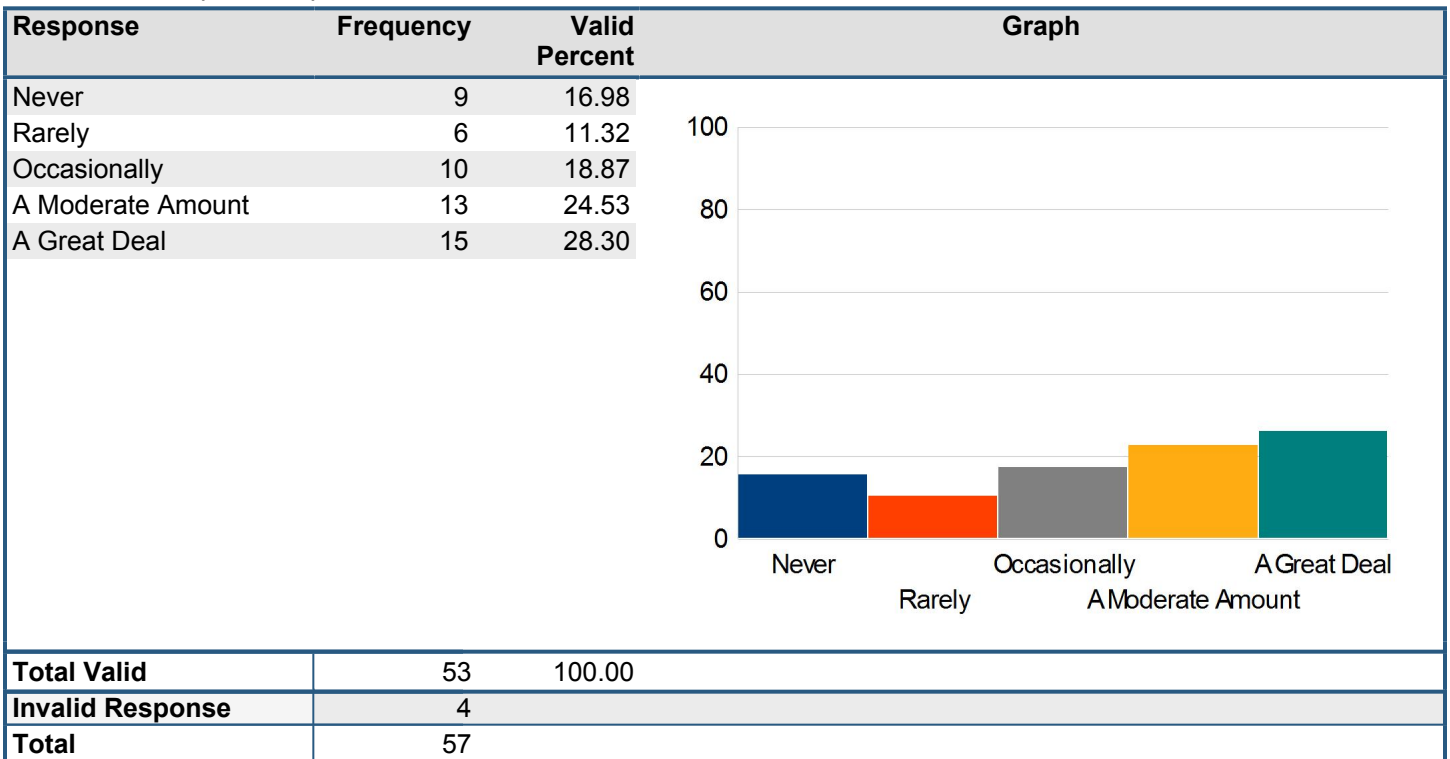 Response Frequency Valid Percent Graph
Never 9 16.98
Rarely 6 11.32
Occasionally 10 18.87
A Moderate Amount 13 24.53
A Great Deal 15 28.30
100
80
60
40
20
0
Never Occasionally A Great Deal
Rarely A Moderate Amount
Total Valid 53 100.00
Invalid Response 4
Total 57